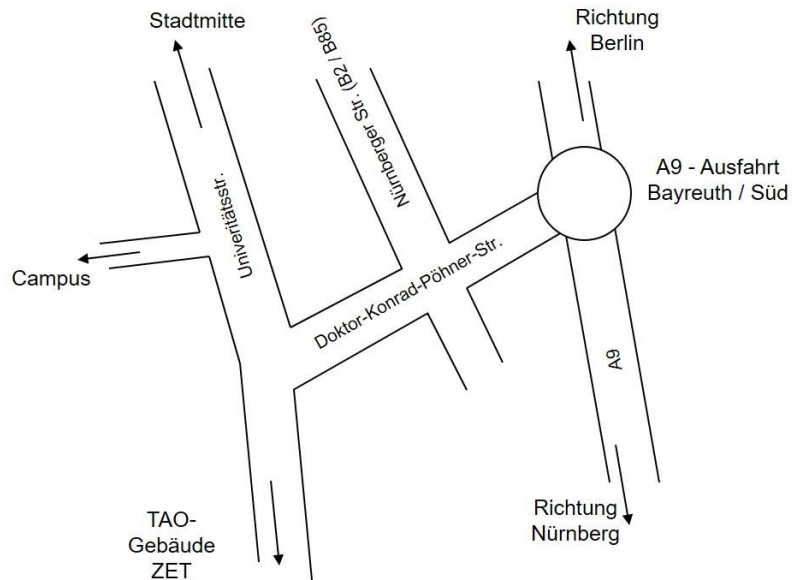 Stadtmitte
Nürnberger Str. (B2 / B85)
Richtung
Berlin
A9 - Ausfahrt
Bayreuth / Süd
Univeritätsstr.
Campus
Doktor-Konrad-Pöhner-Str.
A9
TAO-
Gebäude
ZET
Richtung
Nürnberg